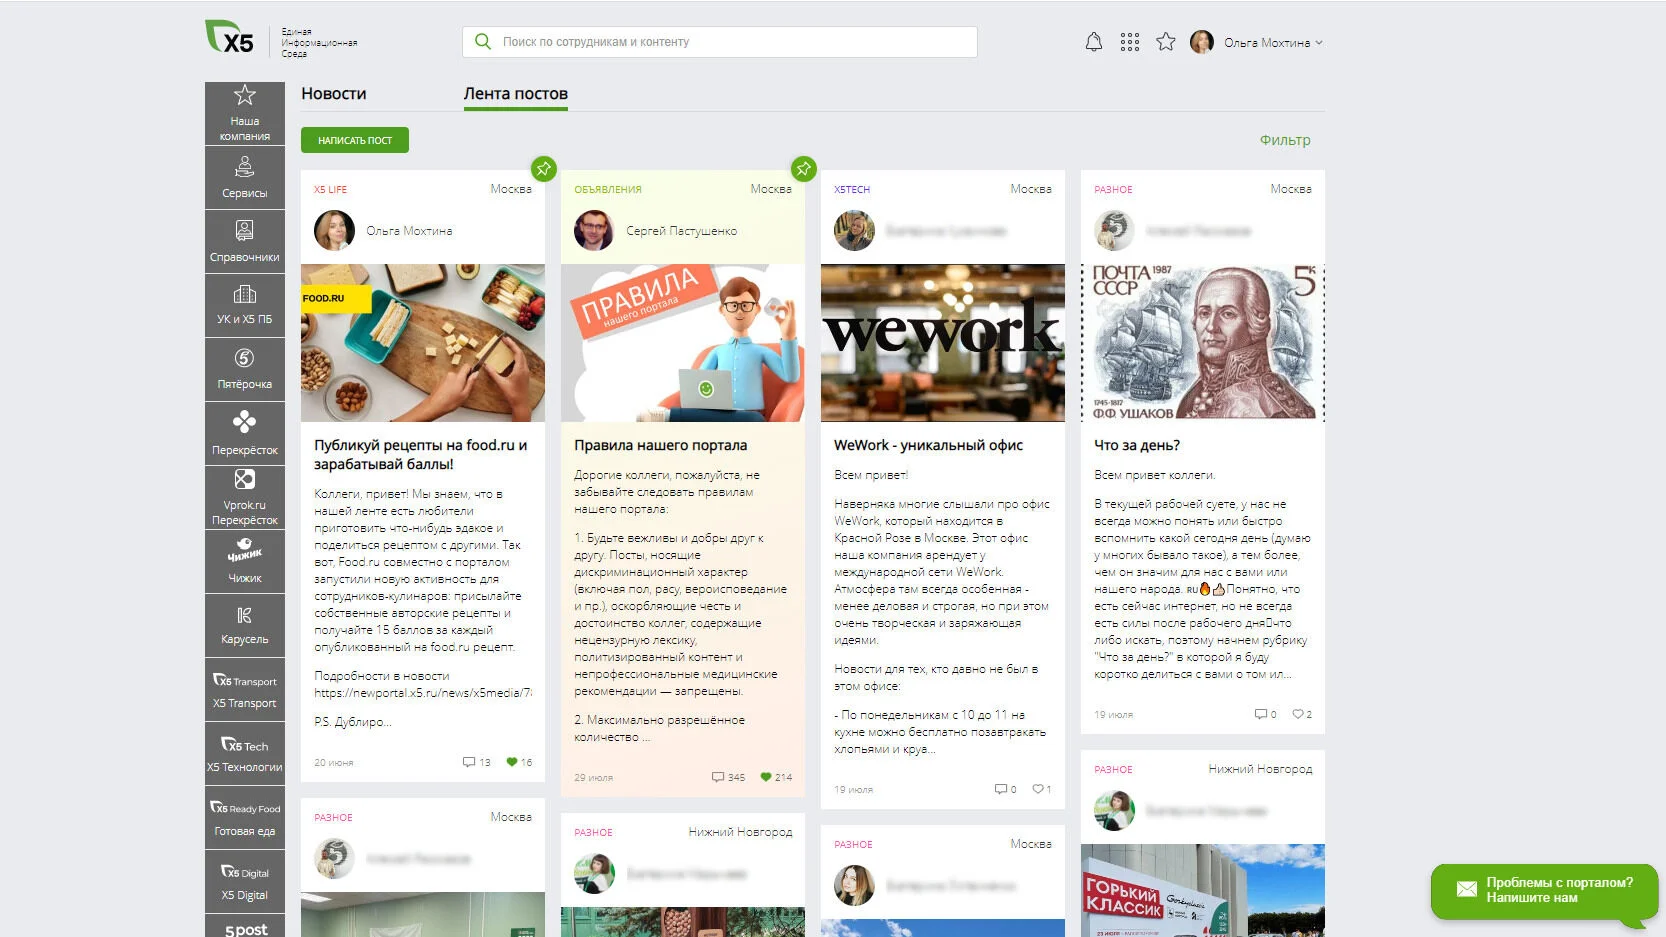 X5
Единая
Информационная
Среда
Поиск по сотрудникам и контенту
Ольга Мохтина
Наша
компания
Сервисы
Справочники
УК и X5 ПБ
5
Пятёрочка
Перекрёсток
Vprok.ru
Перекрёсток
Чижик
Чижик
Карусель
X5 Transport
X5 Transport
X5 Tech
X5 Технологии
X5 Ready Food
Готовая еда
X5 Digital
X5 Digital
5post
Новости
Лента постов
НАПИСАТЬ ПОСТ
Фильтр
X5 LIFE
Москва
Ольга Мохтина
FOOD.RU
Публикуй рецепты на food.ru и
зарабатывай баллы!
Коллеги, привет! Мы знаем, что в
нашей ленте есть любители
приготовить что-нибудь эдакое и
поделиться рецептом с другими. Так
вот, Food.ru совместно с порталом
запустили новую активность для
сотрудников-кулинаров: присылайте
собственные авторские рецепты и
получайте 15 баллов за каждый
опубликованный на food.ru рецепт.
Подробности в новости
https://newportal.x5.ru/news/x5media/7
P.S. Дублиро...
20 июня
13
16
РАЗНОЕ
Москва
ОБЪЯВЛЕНИЯ
Москва
Сергей Пастушенко
ПРАВИЛА
нашего портала
Правила нашего портала
Дорогие коллеги, пожалуйста, не
забывайте следовать правилам
нашего портала:
1. Будьте вежливы и добры друг к
другу. Посты, носящие
дискриминационный характер
(включая пол, расу, вероисповедание
и пр.), оскорбляющие честь и
достоинство коллег, содержащие
нецензурную лексику,
политизированный контент и
непрофессиональные медицинские
рекомендации — запрещены.
2. Максимально разрешённое
количество ...
29 июля
345
214
РАЗНОЕ
Нижний Новгород
X5TECH
Москва
wework
WeWork - уникальный офис
Всем привет!
Наверняка многие слышали про офис
WeWork, который находится в
Красной Розе в Москве. Этот офис
наша компания арендует у
международной сети WeWork.
Атмосфера там всегда особенная -
менее деловая и строгая, но при этом
очень творческая и заряжающая
идеями.
Новости для тех, кто давно не был в
этом офисе:
- По понедельникам с 10 до 11 на
кухне можно бесплатно позавтракать
хлопьями и круа...
19 июля
0
1
РАЗНОЕ
Москва
РАЗНОЕ
Москва
ПОЧТА 1987
СССР
5К
1745-1817
Ф.Ф. УШАКОВ
Что за день?
Всем привет коллеги.
В текущей рабочей суете, у нас не
всегда можно понять или быстро
вспомнить какой сегодня день (думаю
у многих бывало такое), а тем более,
чем он значим для нас с вами или
нашего народа. RU🔥👍Понятно, что
есть сейчас интернет, но не всегда
есть силы после рабочего дня▯что
либо искать, поэтому начнем рубрику
"Что за день?" в которой я буду
коротко делиться с вами о том ил...
19 июля
0
2
РАЗНОЕ
Нижний Новгород
ГОРЬКИЙ
КЛАССИК
Gorkyclassic
23 ИЮЛЯ
Проблемы с порталом?
Напишите нам